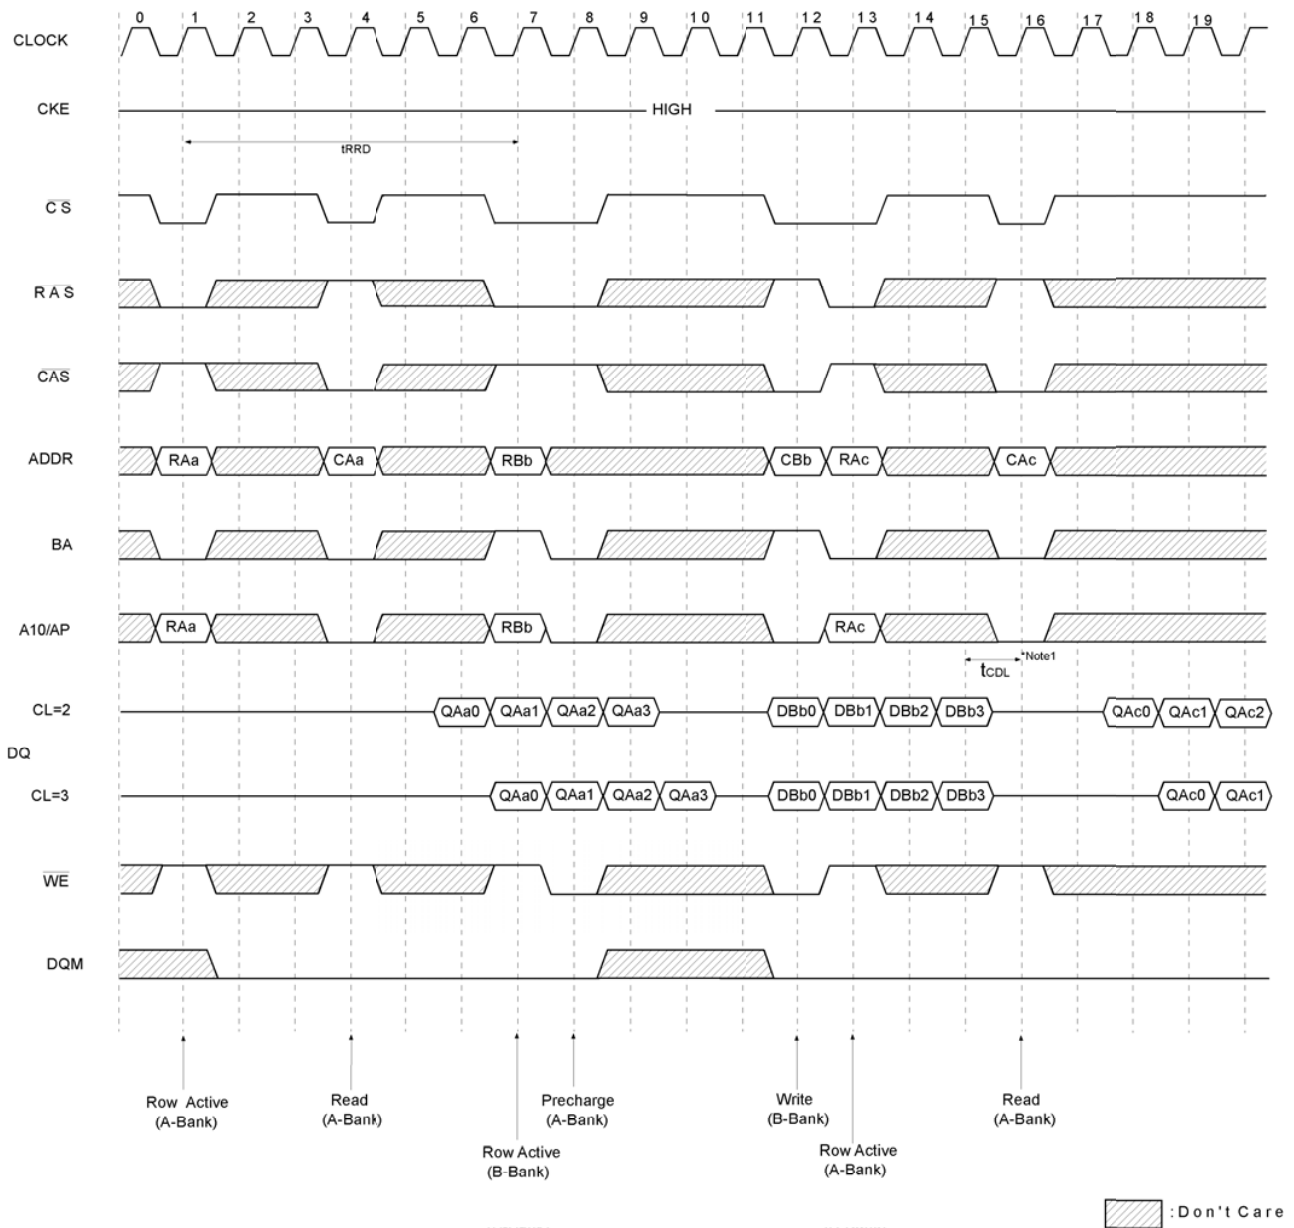 0 1 2 3 4 5 6 7 8 9 10 11 12 13 14 15 16 17 18 19
CLOCK
CKE HIGH
tRRD
CS
RAS
CAS
ADDR RAa CAa RBb CBb RAc CAc
BA
A10/AP RAa RBb RAc
tCDL *Note1
CL=2 QAa0 QAa1 QAa2 QAa3 DBb0 DBb1 DBb2 DBb3 QAc0 QAc1 QAc2
DQ
CL=3 QAa0 QAa1 QAa2 QAa3 DBb0 DBb1 DBb2 DBb3 QAc0 QAc1
WE
DQM
Row Active Read Precharge Write Read
(A-Bank) (A-Bank) (A-Bank) (B-Bank) (A-Bank)
Row Active Row Active
(B-Bank) (A-Bank)
: Don't Care